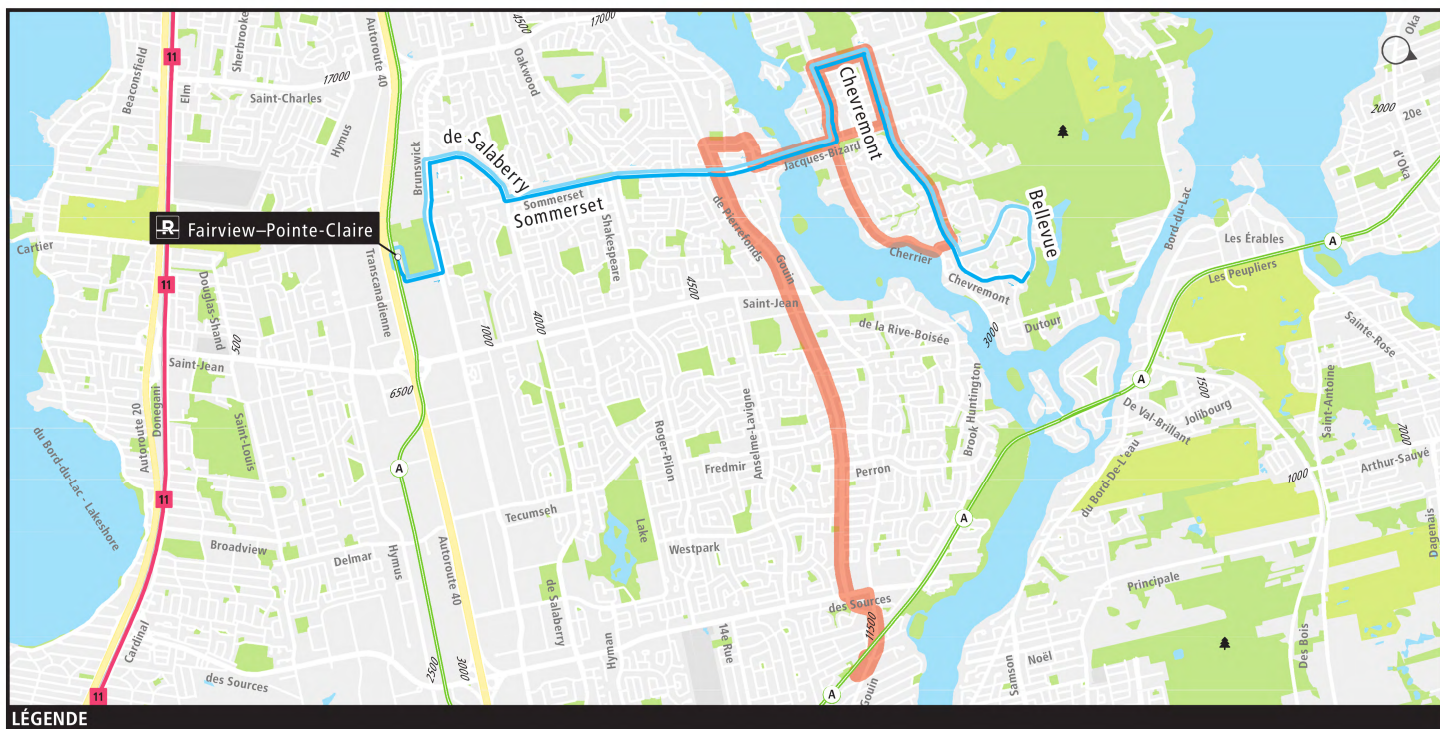 11
Beaconsfield
Sherbrooke
Elm
17000
Saint-Charles
Autoroute 40
Hymus
4500
17000
Oakwood
Oka
2000
20e
d'Oka
Chevremont
Jacques-Bizard
de Salaberry
Brunswick
Sommerset
Sommerset
Shakespeare
de Pierrefonds
Gouin
Cherrier
Chevremont
Bellevue
Bord-du-Lac
Les Érables
A
Les Peupliers
R Fairview–Pointe-Claire
Cartier
11
Douglas-Shand
500
Transcanadienne
1000
4000
4500
Saint-Jean
de la Rive-Boisée
3000
Dutour
Sainte-Rose
Saint-Jean
6500
A
1500
Saint-Antoine
De Val-Brillant
Jolibourg
Autoroute 20
Donegani
Saint-Louis
du Bord-du-Lac - Lakeshore
A
Roger-Pilon
Fredmir
Anselme-Lavigne
Perron
Brook Huntington
du Bord-De-L'eau
1000
7000
Arthur-Sauvé
11
Tecumseh
Lake
A
Dagenais
Broadview
Delmar
Hymus
Autoroute 40
Westpark
de Salaberry
Hyman
14e Rue
des Sources
11500
Principale
Cardinal
des Sources
2500
3000
11
A
Gouin
Samson
Noël
Des Bois
LÉGENDE